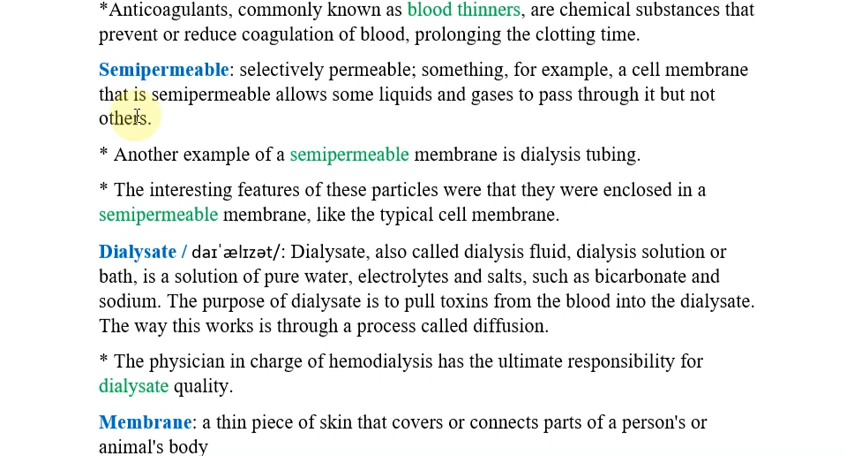 *Anticoagulants, commonly known as blood thinners, are chemical substances that
prevent or reduce coagulation of blood, prolonging the clotting time.
Semipermeable: selectively permeable; something, for example, a cell membrane
that is semipermeable allows some liquids and gases to pass through it but not
others.
* Another example of a semipermeable membrane is dialysis tubing.
* The interesting features of these particles were that they were enclosed in a
semipermeable membrane, like the typical cell membrane.
Dialysate / daɪˈælɪzət/: Dialysate, also called dialysis fluid, dialysis solution or
bath, is a solution of pure water, electrolytes and salts, such as bicarbonate and
sodium. The purpose of dialysate is to pull toxins from the blood into the dialysate.
The way this works is through a process called diffusion.
* The physician in charge of hemodialysis has the ultimate responsibility for
dialysate quality.
Membrane: a thin piece of skin that covers or connects parts of a person's or
animal's body